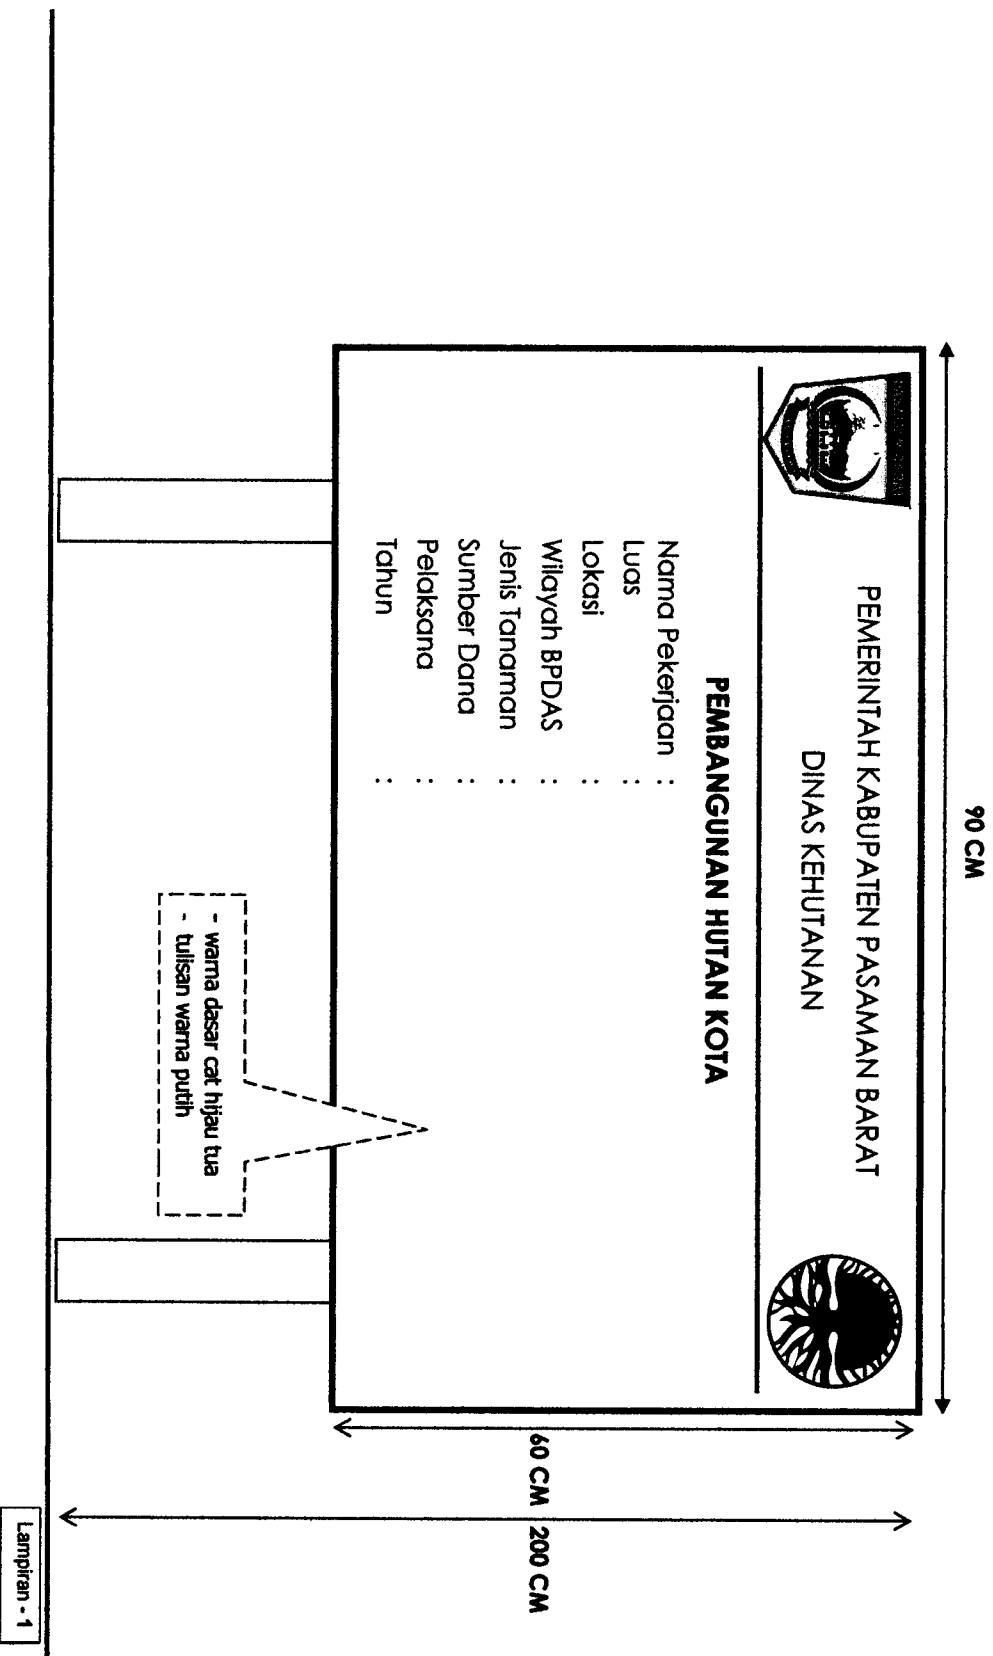 90 CM
PEMERINTAH KABUPATEN PASAMAN BARAT
DINAS KEHUTANAN
PEMBANGUNAN HUTAN KOTA
Nama Pekerjaan :
Luas :
Lokasi :
Wilayah BPDAS :
Jenis Tanaman :
Sumber Dana :
Pelaksana :
Tahun :
60 CM
200 CM
- warna dasar cat hijau tua
- tulisan warna putih
Lampiran - 1